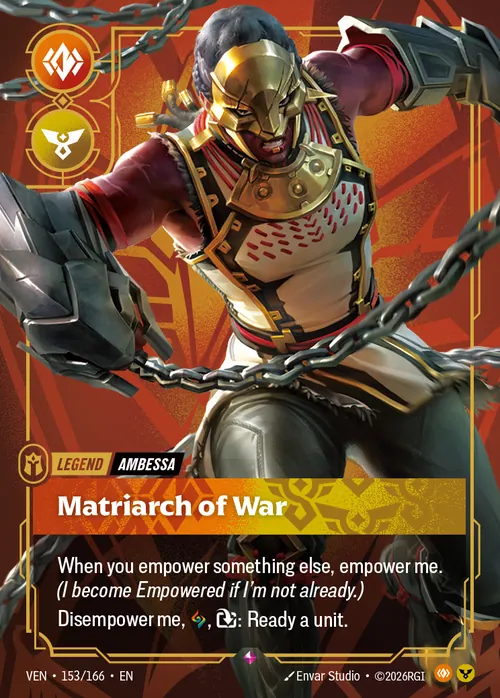 LEGEND AMBESSA
Matriarch of War
When you empower something else, empower me.
(I become Empowered if I'm not already.)
Disempower me, , : Ready a unit.
VEN • 153/166 • EN Envar Studio • ©2026RGI